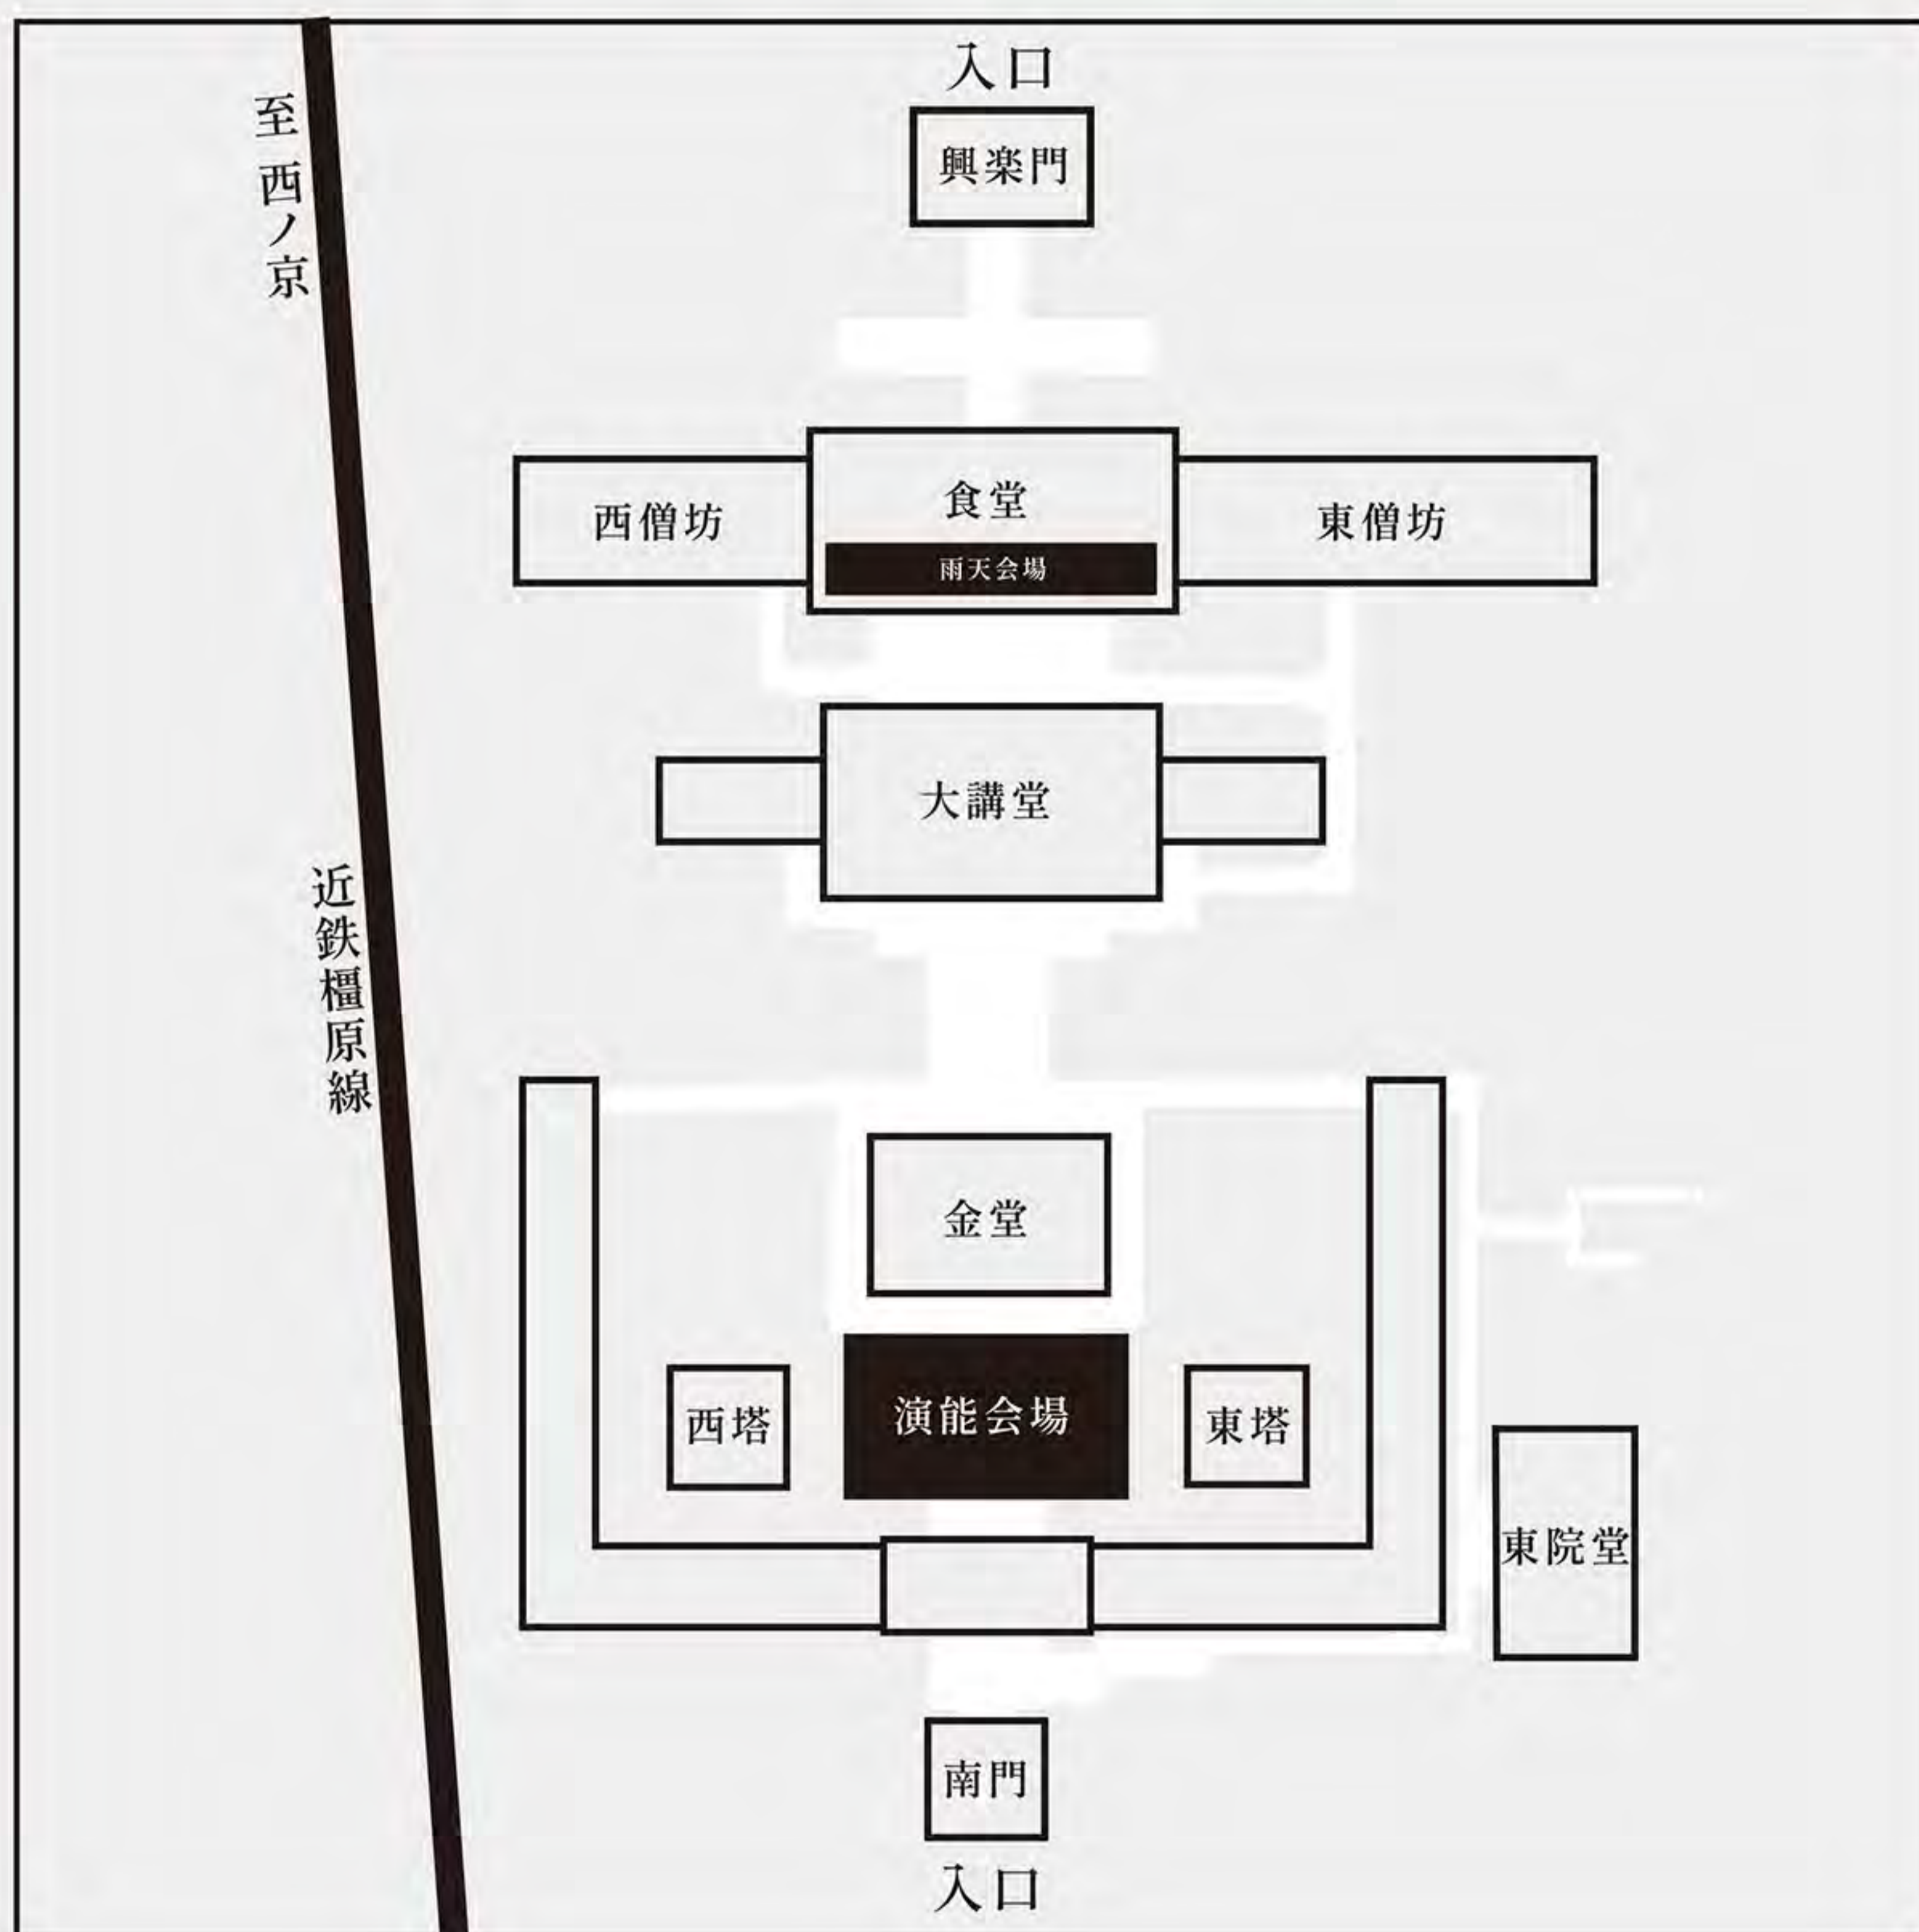 入口
興楽門
至 西ノ京
西僧坊
食堂
東僧坊
雨天会場
大講堂
近鉄橿原線
金堂
西塔
演能会場
東塔
東院堂
南門
入口